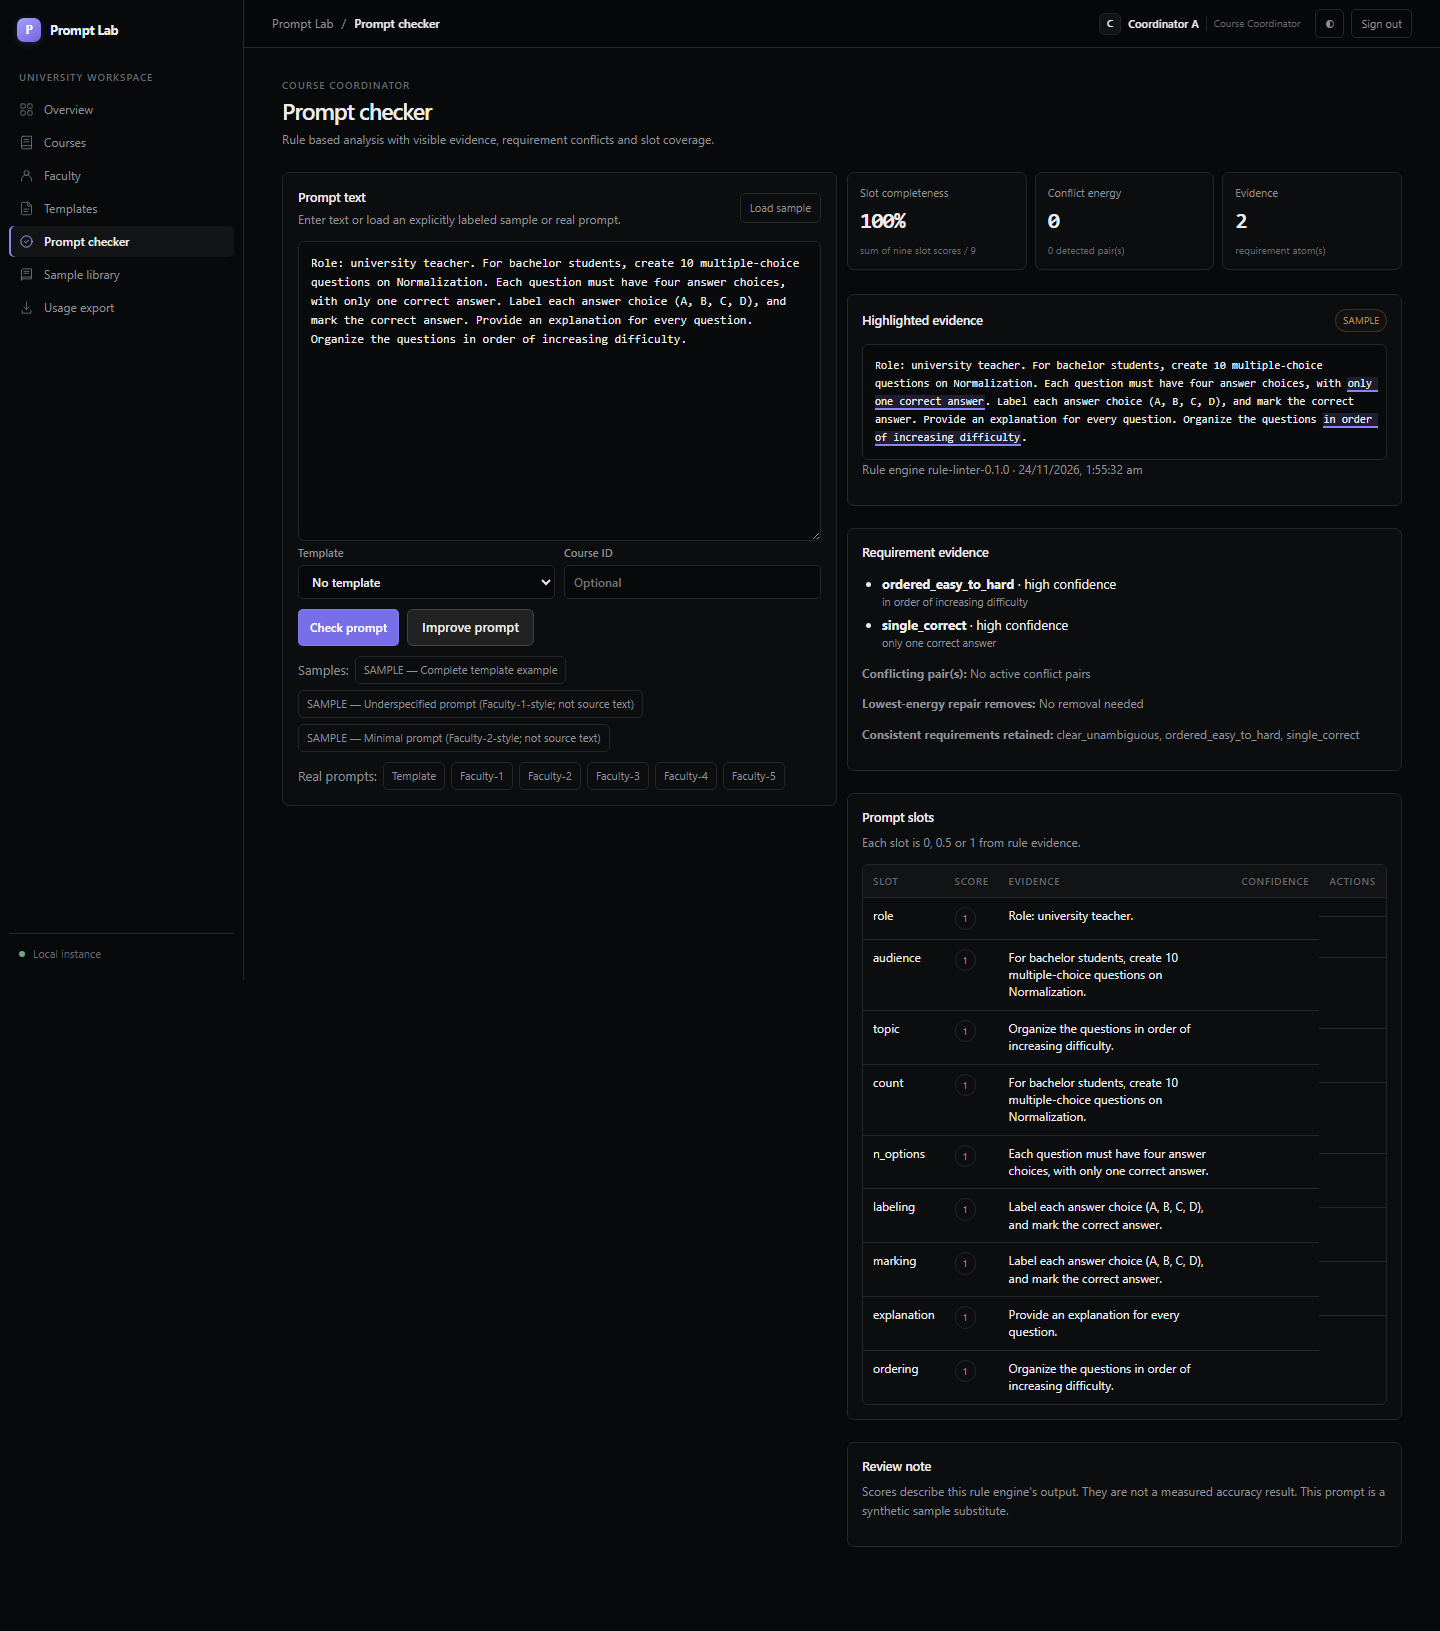 P Prompt Lab
UNIVERSITY WORKSPACE
Overview
Courses
Faculty
Templates
Prompt checker
Sample library
Usage export
Local instance
Prompt Lab / Prompt checker
C Coordinator A Course Coordinator Sign out
COURSE COORDINATOR
Prompt checker
Rule based analysis with visible evidence, requirement conflicts and slot coverage.
Prompt text
Enter text or load an explicitly labeled sample or real prompt.
Load sample
Role: university teacher. For bachelor students, create 10 multiple-choice
questions on Normalization. Each question must have four answer choices,
with only one correct answer. Label each answer choice (A, B, C, D), and
mark the correct answer. Provide an explanation for every question.
Organize the questions in order of increasing difficulty.
Template
Course ID
No template
Optional
Check prompt
Improve prompt
Samples: SAMPLE — Complete template example
SAMPLE — Underspecified prompt (Faculty-1-style; not source text)
SAMPLE — Minimal prompt (Faculty-2-style; not source text)
Real prompts: Template Faculty-1 Faculty-2 Faculty-3 Faculty-4 Faculty-5
Slot completeness
100%
sum of nine slot scores / 9
Conflict energy
0
0 detected pair(s)
Evidence
2
requirement atom(s)
Highlighted evidence
SAMPLE
Role: university teacher. For bachelor students, create 10 multiple-choice
questions on Normalization. Each question must have four answer choices, with only
one correct answer. Label each answer choice (A, B, C, D), and mark the correct
answer. Provide an explanation for every question. Organize the questions in order
of increasing difficulty.
Rule engine rule-linter-0.1.0 · 24/11/2026, 1:55:32 am
Requirement evidence
• ordered_easy_to_hard · high confidence
in order of increasing difficulty
• single_correct · high confidence
only one correct answer
Conflicting pair(s): No active conflict pairs
Lowest-energy repair removes: No removal needed
Consistent requirements retained: clear_unambiguous, ordered_easy_to_hard, single_correct
Prompt slots
Each slot is 0, 0.5 or 1 from rule evidence.
SLOT SCORE EVIDENCE CONFIDENCE ACTIONS
role 1 Role: university teacher.
audience 1 For bachelor students, create 10
multiple-choice questions on
Normalization.
topic 1 Organize the questions in order of
increasing difficulty.
count 1 For bachelor students, create 10
multiple-choice questions on
Normalization.
n_options 1 Each question must have four answer
choices, with only one correct answer.
labeling 1 Label each answer choice (A, B, C, D),
and mark the correct answer.
marking 1 Label each answer choice (A, B, C, D),
and mark the correct answer.
explanation 1 Provide an explanation for every
question.
ordering 1 Organize the questions in order of
increasing difficulty.
Review note
Scores describe this rule engine's output. They are not a measured accuracy result. This prompt is a
synthetic sample substitute.